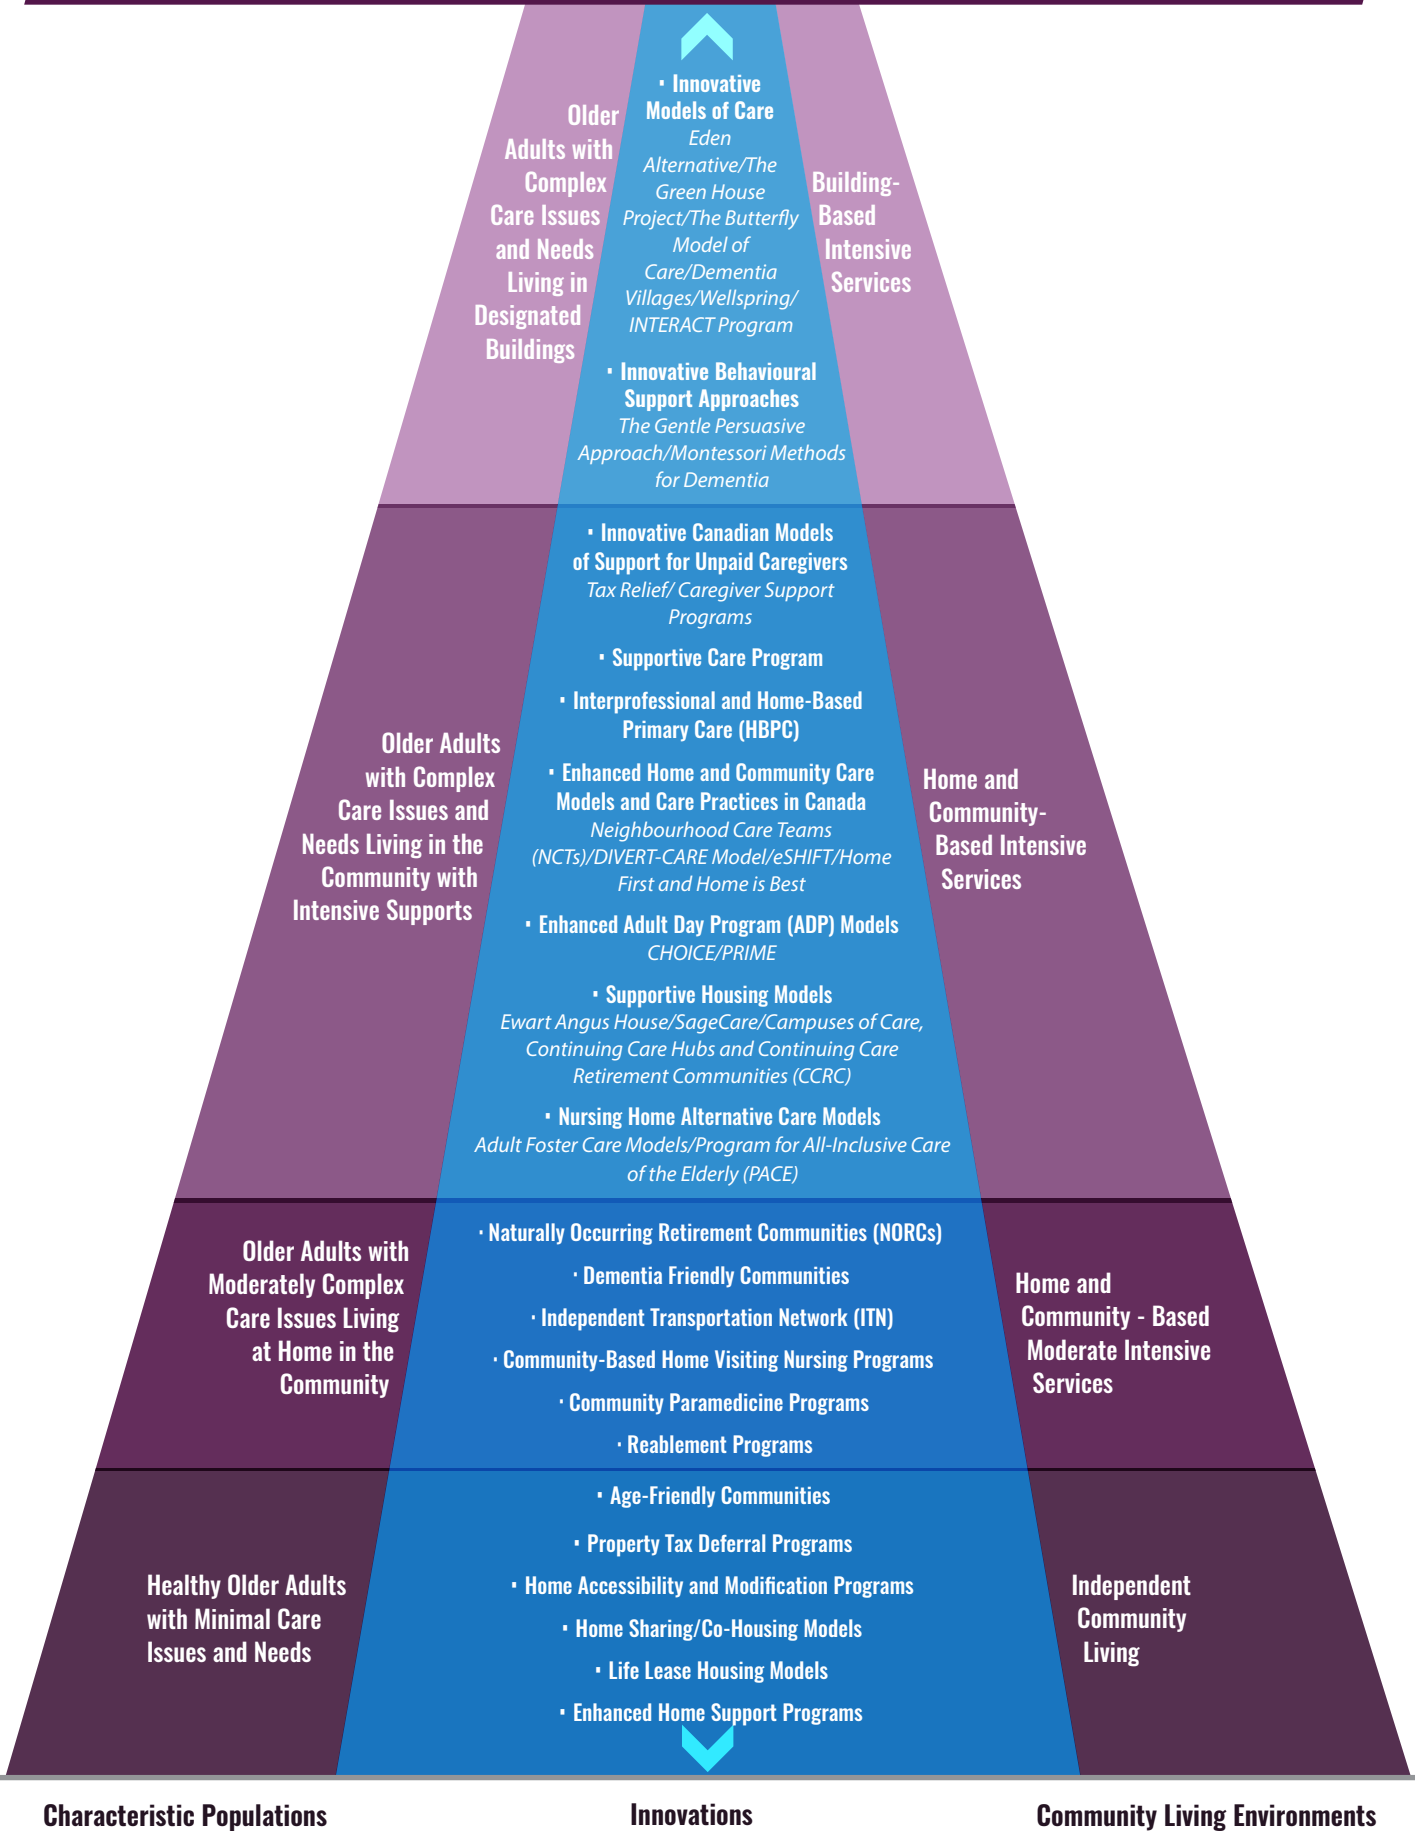 Older
Adults with
Complex
Care Issues
and Needs
Living in
Designated
Buildings
· Innovative
Models of Care
Eden
Alternative/The
Green House
Project/The Butterfly
Model of
Care/Dementia
Villages/Wellspring/
INTERACT Program
· Innovative Behavioural
Support Approaches
The Gentle Persuasive
Approach/Montessori Methods
for Dementia
Building-
Based
Intensive
Services
Older Adults
with Complex
Care Issues and
Needs Living in the
Community with
Intensive Supports
· Innovative Canadian Models
of Support for Unpaid Caregivers
Tax Relief/ Caregiver Support
Programs
· Supportive Care Program
· Interprofessional and Home-Based
Primary Care (HBPC)
· Enhanced Home and Community Care
Models and Care Practices in Canada
Neighbourhood Care Teams
(NCTs)/DIVERT-CARE Model/eSHIFT/Home
First and Home is Best
· Enhanced Adult Day Program (ADP) Models
CHOICE/PRIME
· Supportive Housing Models
Ewart Angus House/SageCare/Campuses of Care,
Continuing Care Hubs and Continuing Care
Retirement Communities (CCRC)
· Nursing Home Alternative Care Models
Adult Foster Care Models/Program for All-Inclusive Care
of the Elderly (PACE)
Home and
Community-
Based Intensive
Services
Older Adults with
Moderately Complex
Care Issues Living
at Home in the
Community
· Naturally Occurring Retirement Communities (NORCs)
· Dementia Friendly Communities
· Independent Transportation Network (ITN)
· Community-Based Home Visiting Nursing Programs
· Community Paramedicine Programs
· Reablement Programs
Home and
Community - Based
Moderate Intensive
Services
Healthy Older Adults
with Minimal Care
Issues and Needs
· Age-Friendly Communities
· Property Tax Deferral Programs
· Home Accessibility and Modification Programs
· Home Sharing/Co-Housing Models
· Life Lease Housing Models
· Enhanced Home Support Programs
Independent
Community
Living
Characteristic Populations
Innovations
Community Living Environments